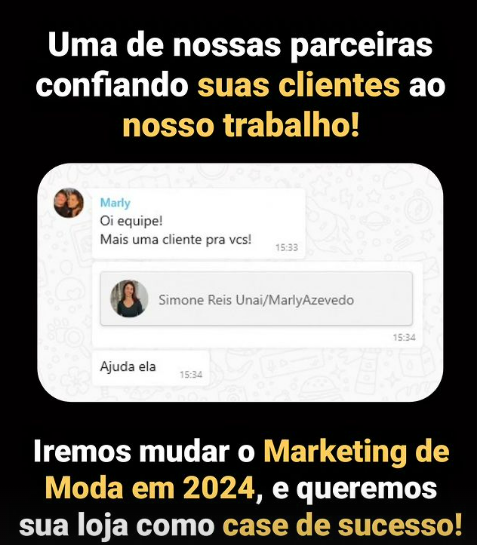 Uma de nossas parceiras
confiando suas clientes ao
nosso trabalho!
Marly
Oi equipe!
Mais uma cliente pra vcs!
15:33
Simone Reis Unai/MarlyAzevedo
15:34
Ajuda ela
15:34
Iremos mudar o Marketing de
Moda em 2024, e queremos
sua loja como case de sucesso!